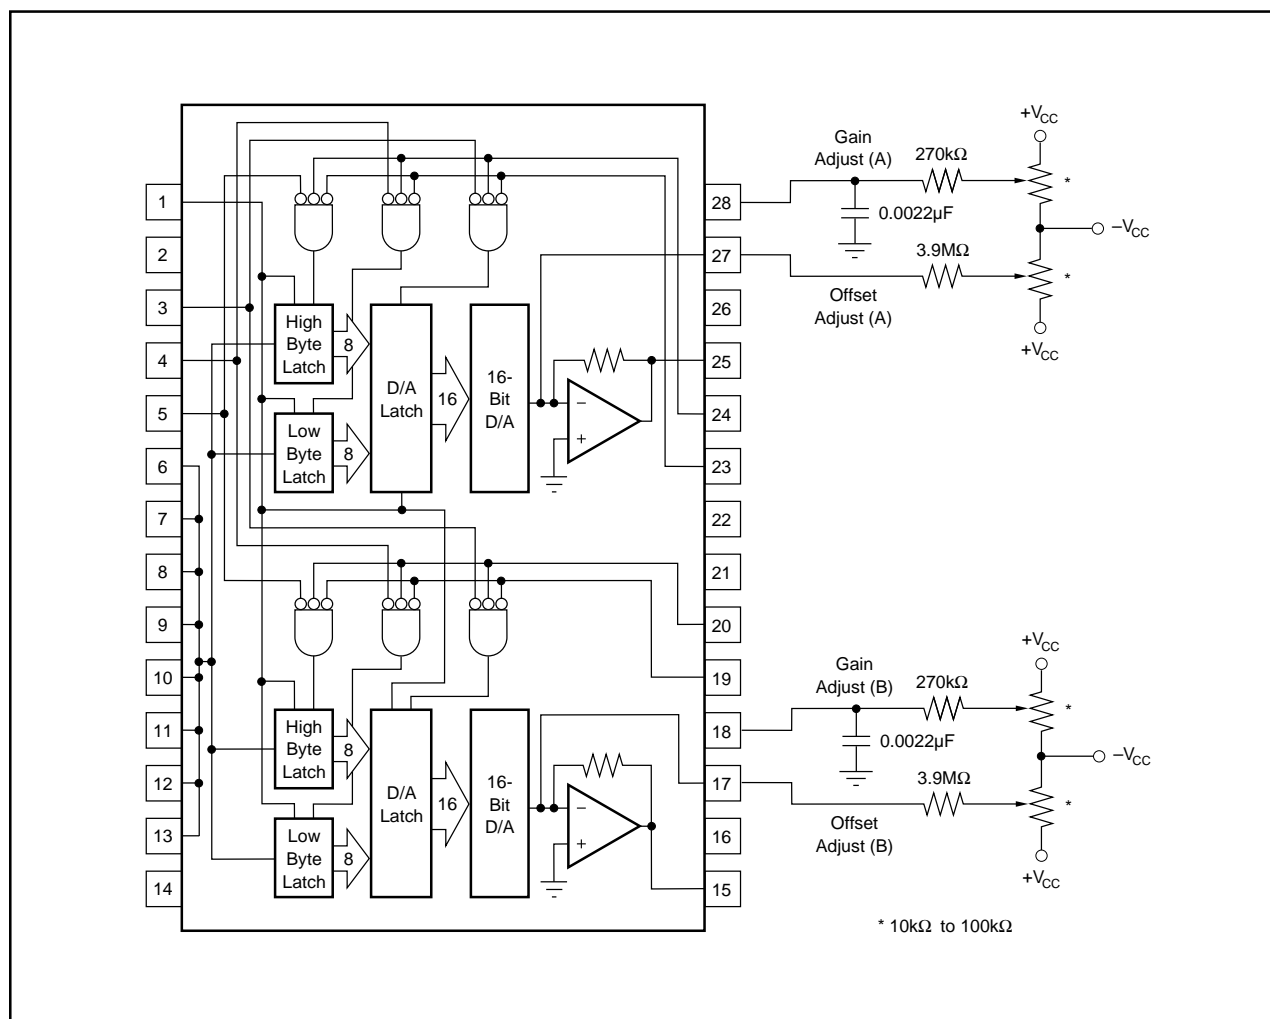 1
2
3
4
5
6
7
8
9
10
11
12
13
14
28
27
26
25
24
23
22
21
20
19
18
17
16
15
High
Byte
Latch
8
Low
Byte
Latch
8
D/A
Latch
16
16-
Bit
D/A
−
+
High
Byte
Latch
8
Low
Byte
Latch
8
D/A
Latch
16
16-
Bit
D/A
−
+
Gain
Adjust (A)
270kΩ
+VCC
*
0.0022µF
−VCC
3.9MΩ
*
Offset
Adjust (A)
+VCC
Gain
Adjust (B)
270kΩ
+VCC
*
0.0022µF
−VCC
3.9MΩ
*
Offset
Adjust (B)
+VCC
* 10kΩ to 100kΩ